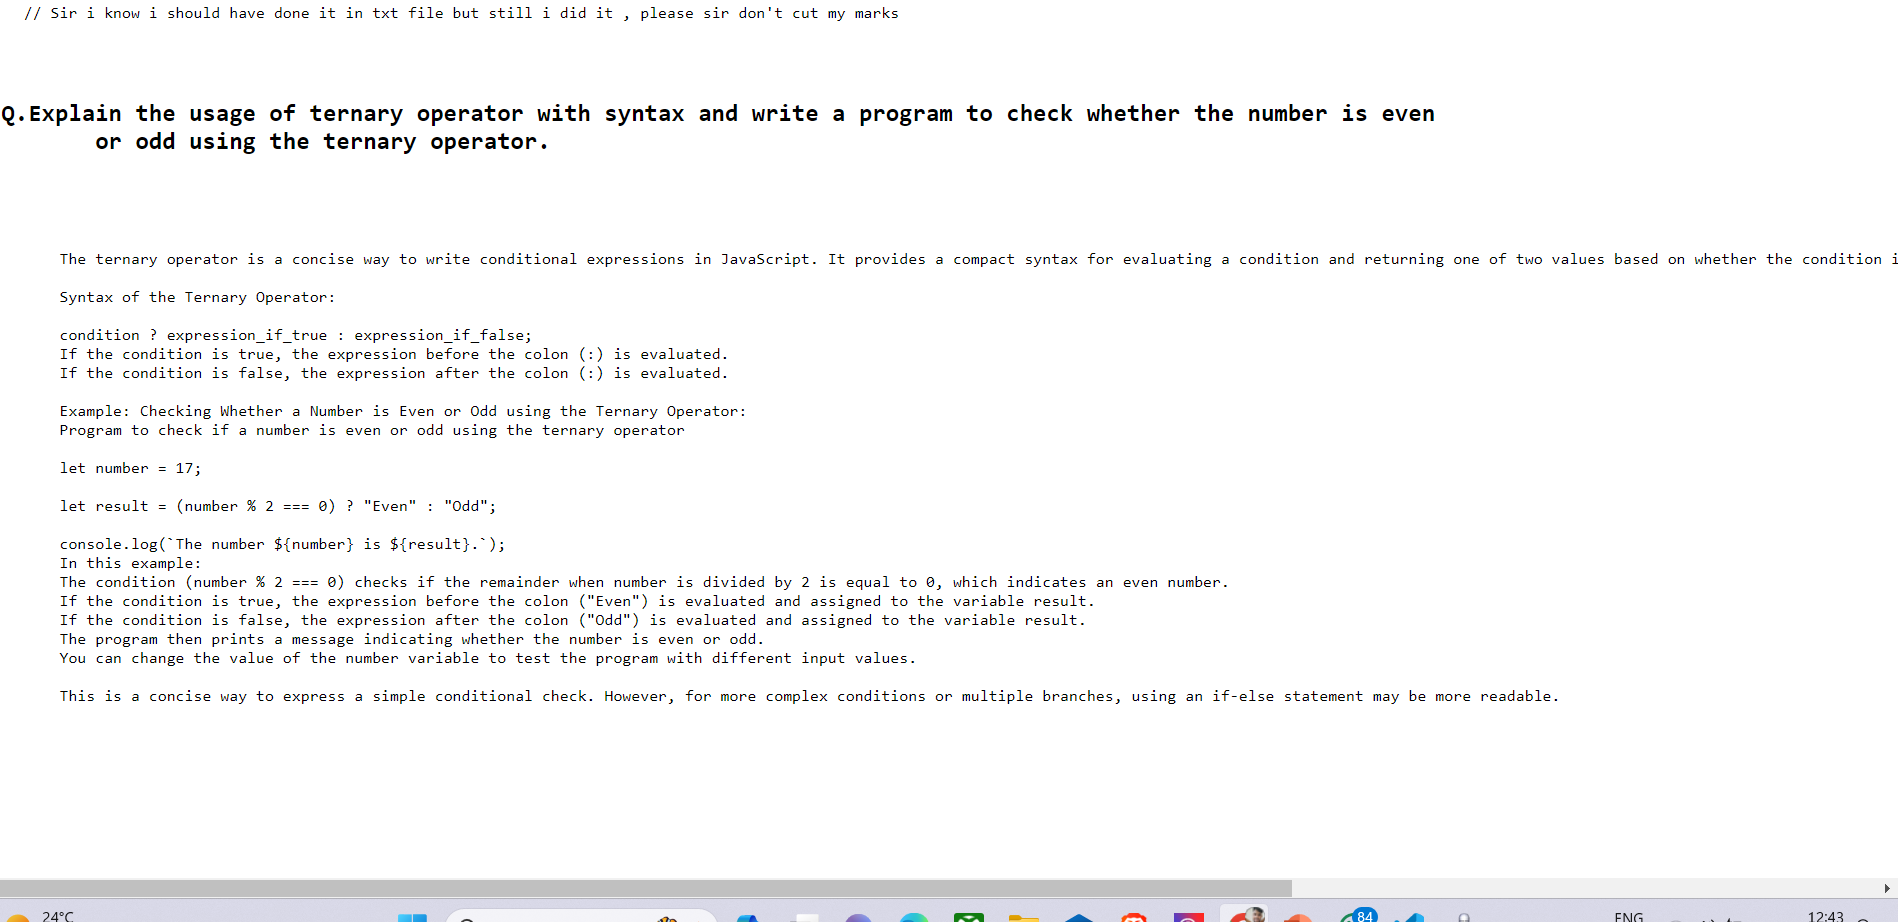 // Sir i know i should have done it in txt file but still i did it , please sir don't cut my marks
Q.Explain the usage of ternary operator with syntax and write a program to check whether the number is even
or odd using the ternary operator.
The ternary operator is a concise way to write conditional expressions in JavaScript. It provides a compact syntax for evaluating a condition and returning one of two values based on whether the condition
Syntax of the Ternary Operator:
condition ? expression_if_true : expression_if_false;
If the condition is true, the expression before the colon (:) is evaluated.
If the condition is false, the expression after the colon (:) is evaluated.
Example: Checking Whether a Number is Even or Odd using the Ternary Operator:
Program to check if a number is even or odd using the ternary operator
let number = 17;
let result = (number % 2 === 0) ? "Even" : "Odd";
console.log(`The number ${number} is ${result}.`);
In this example:
The condition (number % 2 === 0) checks if the remainder when number is divided by 2 is equal to 0, which indicates an even number.
If the condition is true, the expression before the colon ("Even") is evaluated and assigned to the variable result.
If the condition is false, the expression after the colon ("Odd") is evaluated and assigned to the variable result.
The program then prints a message indicating whether the number is even or odd.
You can change the value of the number variable to test the program with different input values.
This is a concise way to express a simple conditional check. However, for more complex conditions or multiple branches, using an if-else statement may be more readable.
24°C
84
ENG
12:43